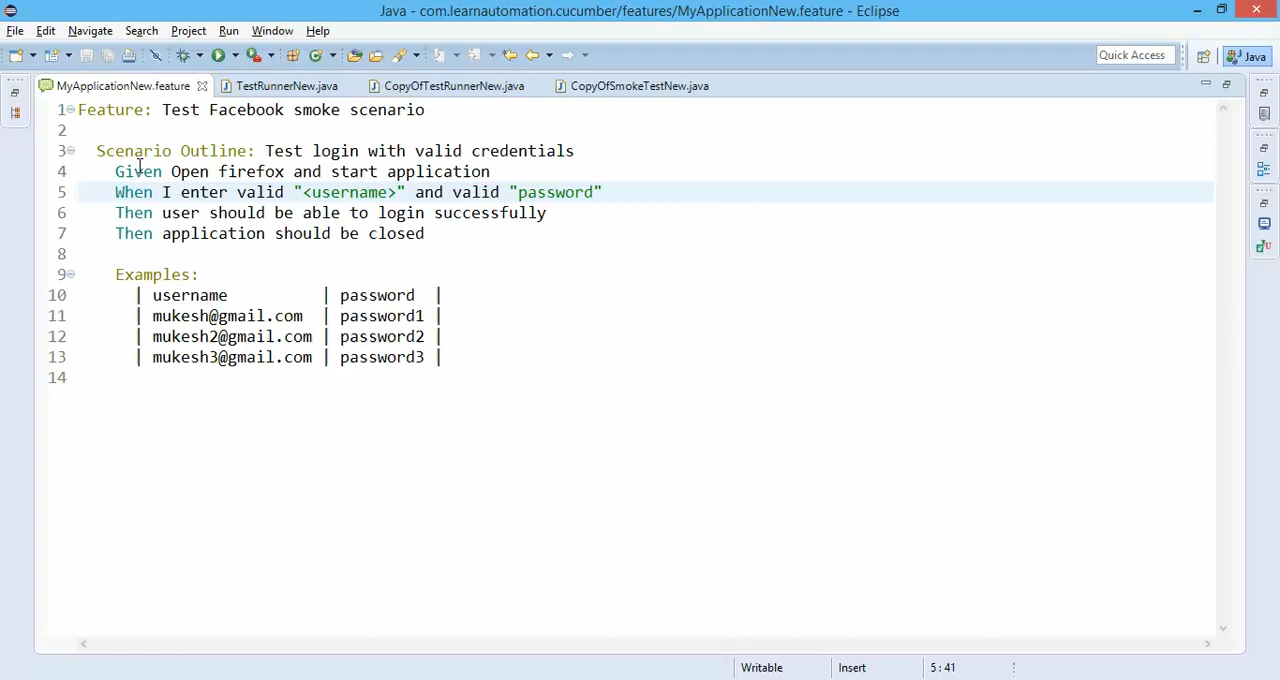 Java - com.learnautomation.cucumber/features/MyApplicationNew.feature - Eclipse
File Edit Navigate Search Project Run Window Help
Quick Access Java
MyApplicationNew.feature TestRunnerNew.java CopyOfTestRunnerNew.java CopyOfSmokeTestNew.java
1 Feature: Test Facebook smoke scenario
2
3 Scenario Outline: Test login with valid credentials
4 Given Open firefox and start application
5 When I enter valid "<username>" and valid "password"
6 Then user should be able to login successfully
7 Then application should be closed
8
9 Examples:
10 | username | password |
11 | mukesh@gmail.com | password1 |
12 | mukesh2@gmail.com | password2 |
13 | mukesh3@gmail.com | password3 |
14
Writable Insert 5 : 41